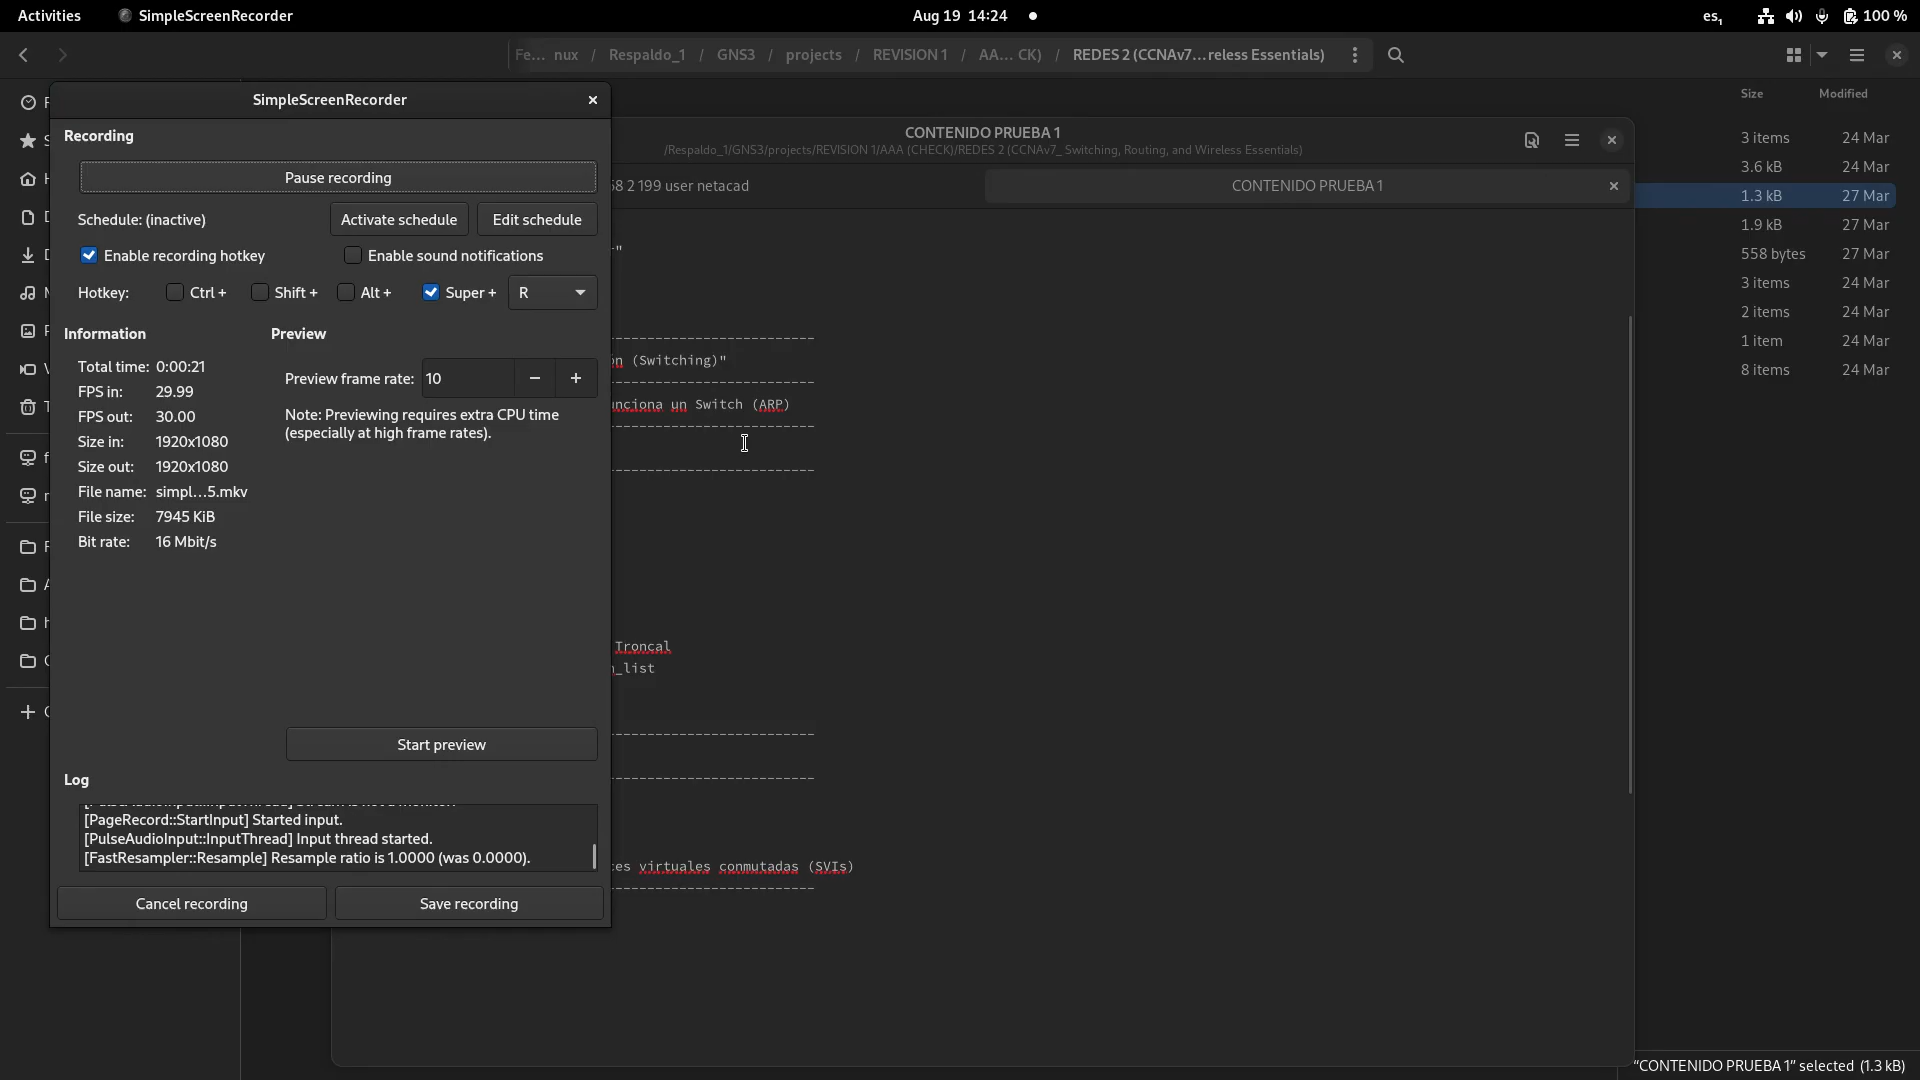 Activities
SimpleScreenRecorder
Aug 19  14:24
es,
100 %
Fe... nux / Respaldo_1 / GNS3 / projects / REVISION 1 / AA... CK) / REDES 2 (CCNAv7...reless Essentials)
SimpleScreenRecorder
Recording
Pause recording
Schedule: (inactive)
Activate schedule
Edit schedule
Enable recording hotkey
Enable sound notifications
Hotkey:
Ctrl +
Shift +
Alt +
Super +
R
Information
Total time: 0:00:21
FPS in: 29.99
FPS out: 30.00
Size in: 1920x1080
Size out: 1920x1080
File name: simpl...5.mkv
File size: 7945 KiB
Bit rate: 16 Mbit/s
Preview
Preview frame rate: 10 − +
Note: Previewing requires extra CPU time
(especially at high frame rates).
Start preview
Log
[PageRecord::StartInput] Started input.
[PulseAudioInput::InputThread] Input thread started.
[FastResampler::Resample] Resample ratio is 1.0000 (was 0.0000).
Cancel recording
Save recording
CONTENIDO PRUEBA 1
/Respaldo_1/GNS3/projects/REVISION 1/AAA (CHECK)/REDES 2 (CCNAv7_ Switching, Routing, and Wireless Essentials)
2 199 user netacad
CONTENIDO PRUEBA 1
"
-------------------------
ón (Switching)"
-------------------------
nciona un Switch (ARP)
-------------------------
-------------------------
Troncal
_list
-------------------------
-------------------------
es virtuales conmutadas (SVIs)
-------------------------
Size Modified
3 items 24 Mar
3.6 kB 24 Mar
1.3 kB 27 Mar
1.9 kB 27 Mar
558 bytes 27 Mar
3 items 24 Mar
2 items 24 Mar
1 item 24 Mar
8 items 24 Mar
"CONTENIDO PRUEBA 1" selected (1.3 kB)